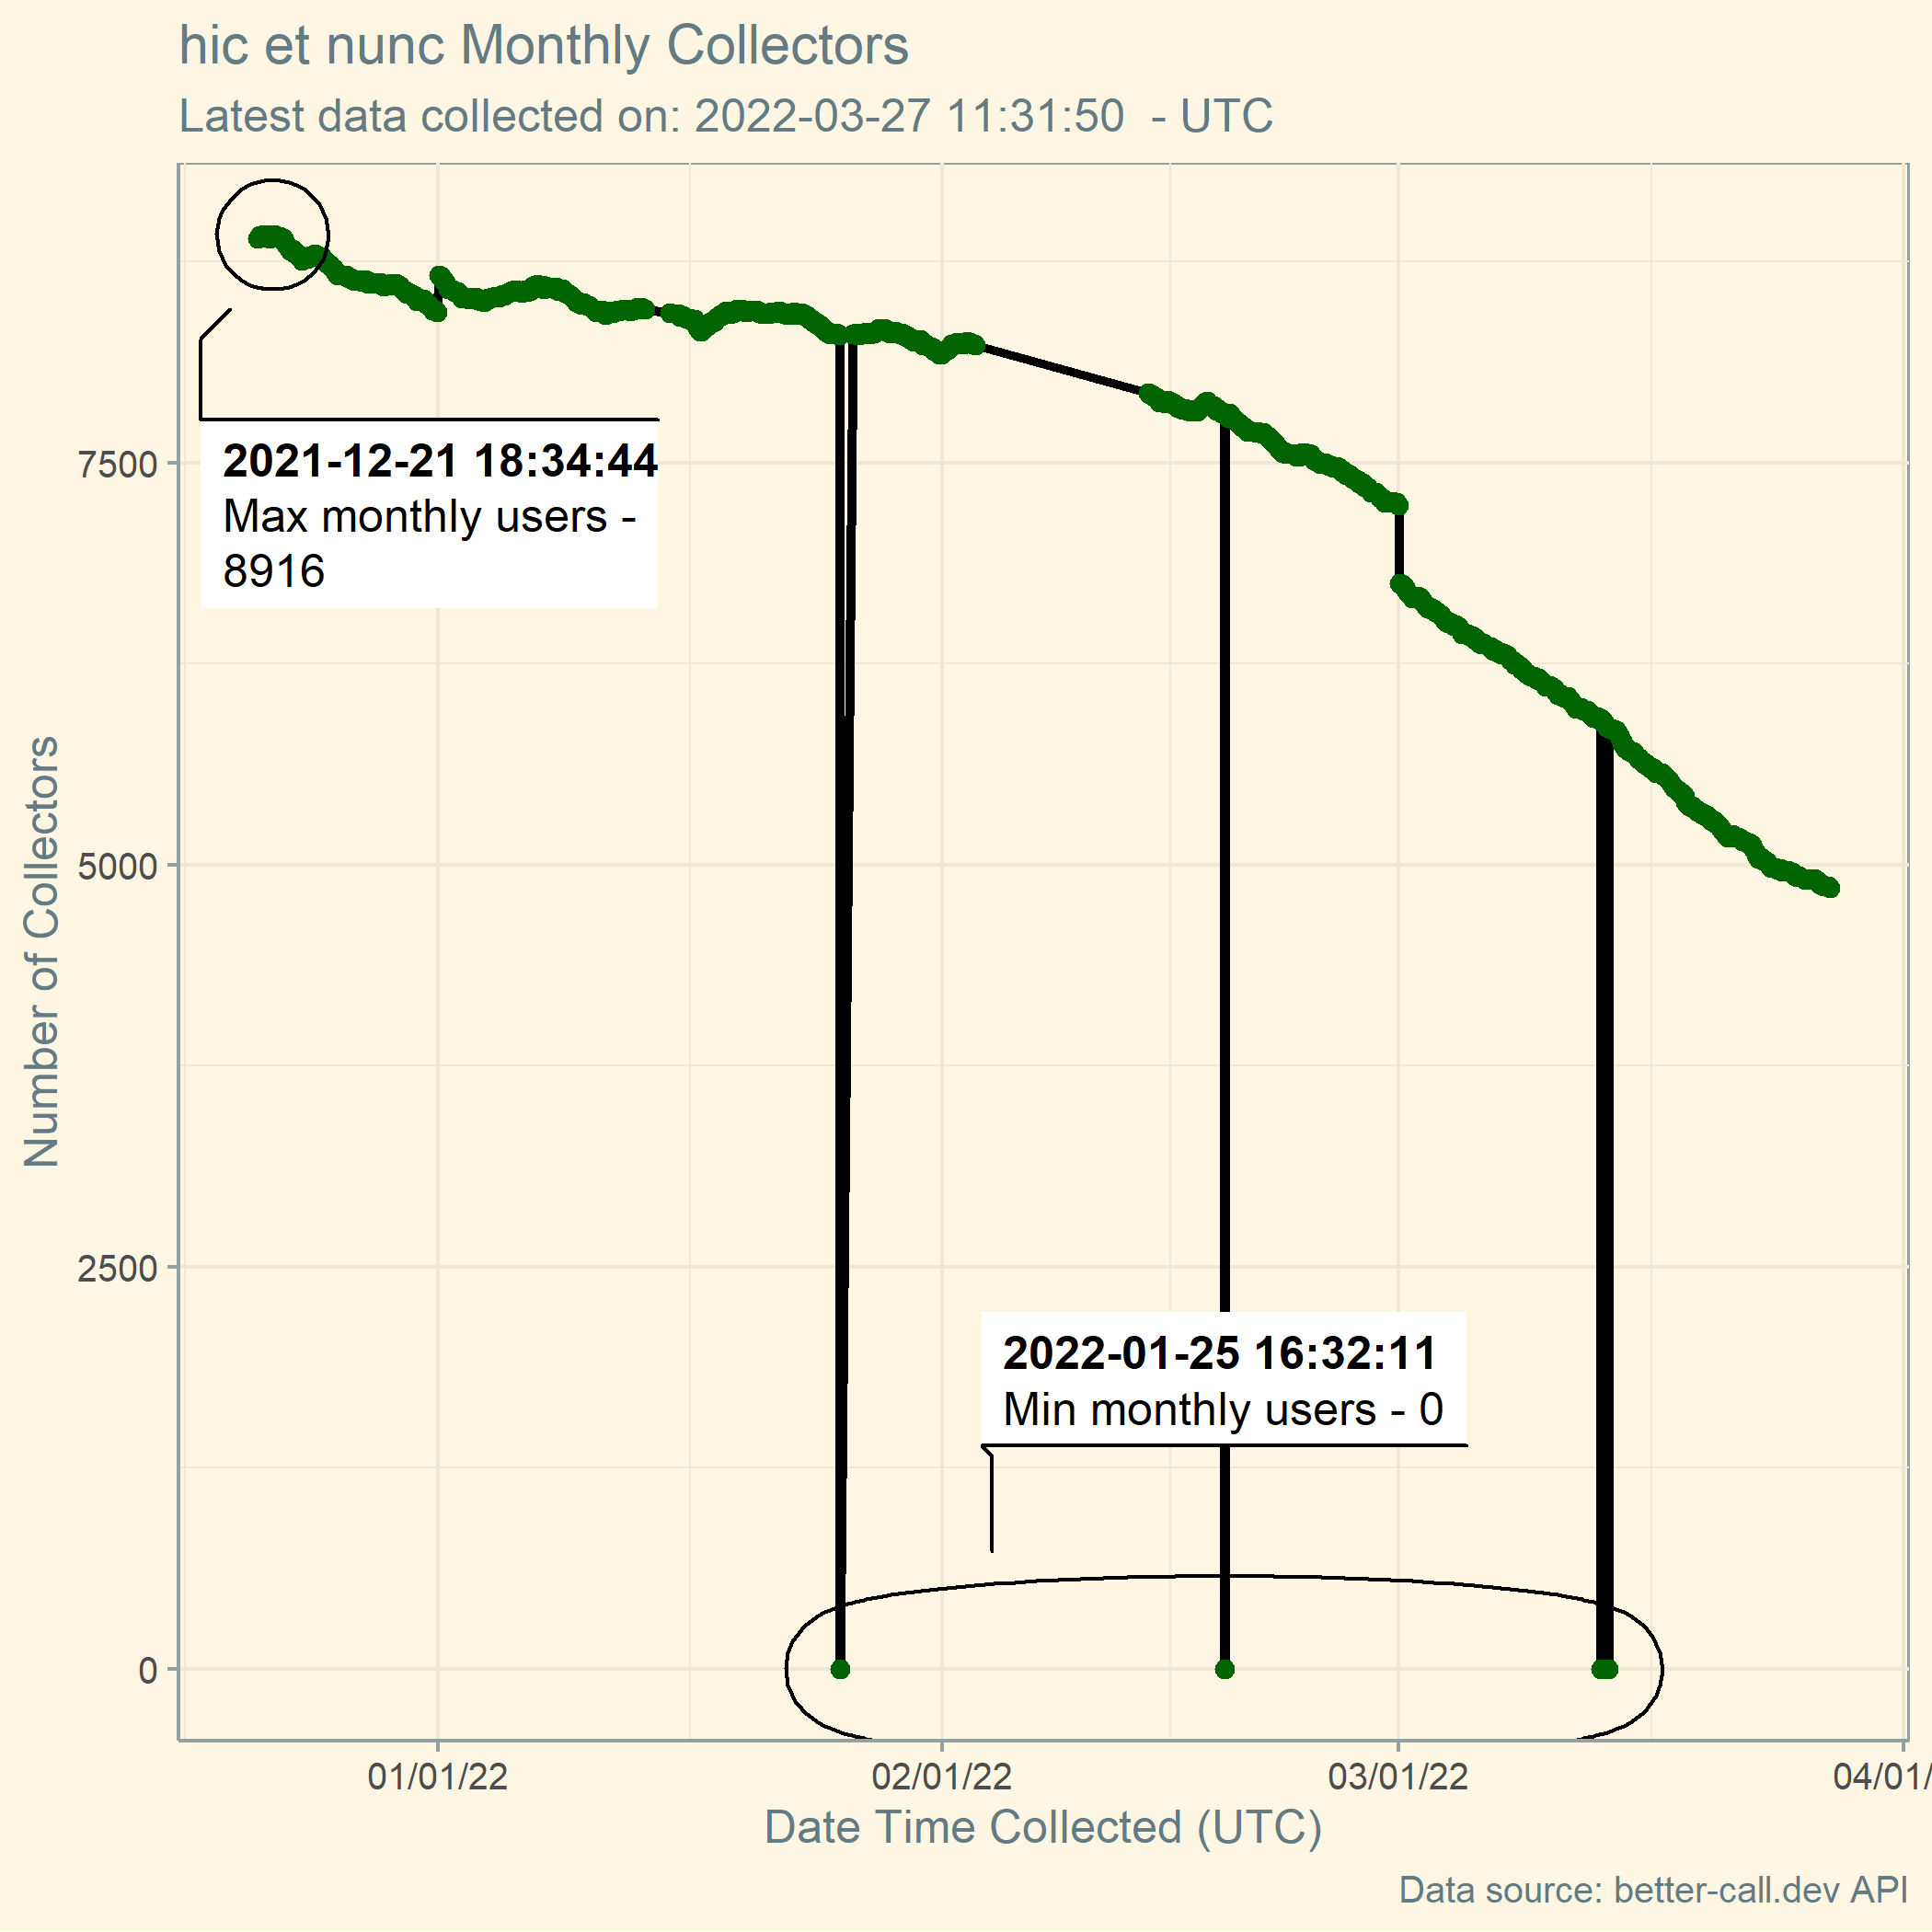 hic et nunc Monthly Collectors
Latest data collected on: 2022-03-27 11:31:50  - UTC
2021-12-21 18:34:44
Max monthly users -
8916
7500
5000
2500
0
Number of Collectors
2022-01-25 16:32:11
Min monthly users - 0
01/01/22 02/01/22 03/01/22 04/01/
Date Time Collected (UTC)
Data source: better-call.dev API